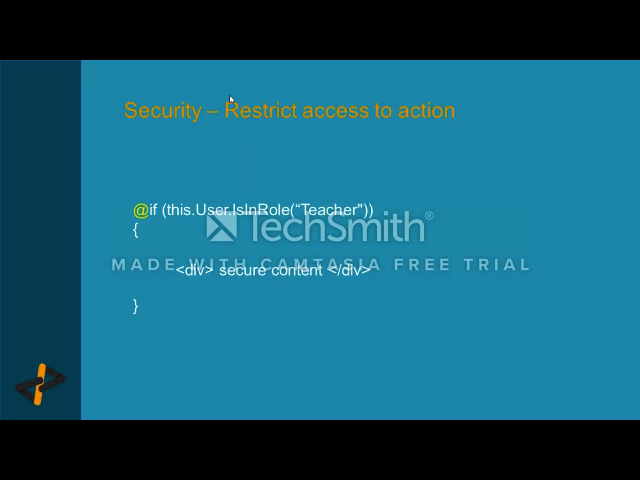 Security – Restrict access to action
@if (this.User.IsInRole(“Teacher"))
{
TechSmith®
MADE WITH CAMTASIA FREE TRIAL
<div> secure content </div>
}